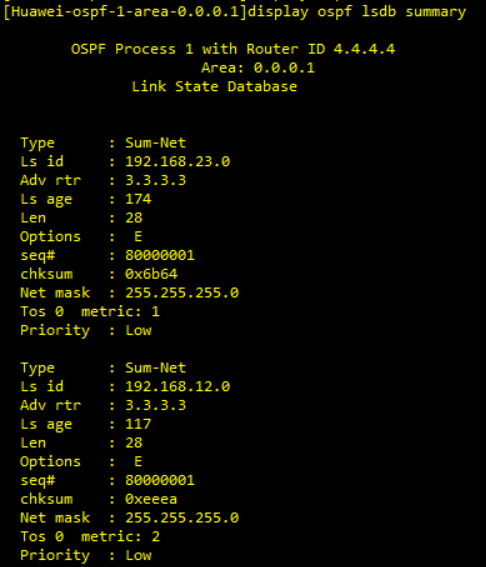 [Huawei-ospf-1-area-0.0.0.1]display ospf lsdb summary
OSPF Process 1 with Router ID 4.4.4.4
Area: 0.0.0.1
Link State Database
Type : Sum-Net
Ls id : 192.168.23.0
Adv rtr : 3.3.3.3
Ls age : 174
Len : 28
Options : E
seq# : 80000001
chksum : 0x6b64
Net mask : 255.255.255.0
Tos 0 metric: 1
Priority : Low
Type : Sum-Net
Ls id : 192.168.12.0
Adv rtr : 3.3.3.3
Ls age : 117
Len : 28
Options : E
seq# : 80000001
chksum : 0xeeea
Net mask : 255.255.255.0
Tos 0 metric: 2
Priority : Low